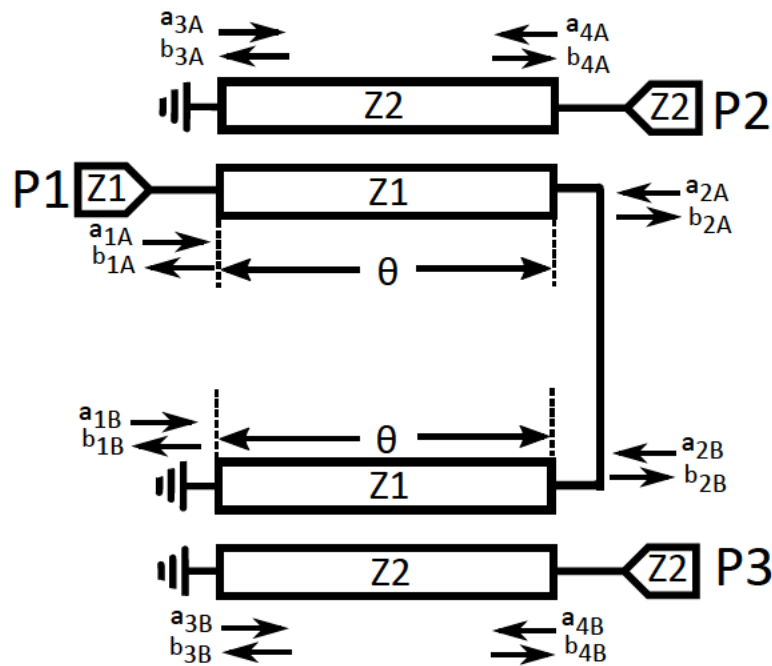 a3A
b3A
a4A
b4A
Z2
Z2 P2
P1 Z1
Z1
a1A
b1A
a2A
b2A
θ
a1B
b1B
θ
a2B
b2B
Z1
Z2
Z2 P3
a3B
b3B
a4B
b4B